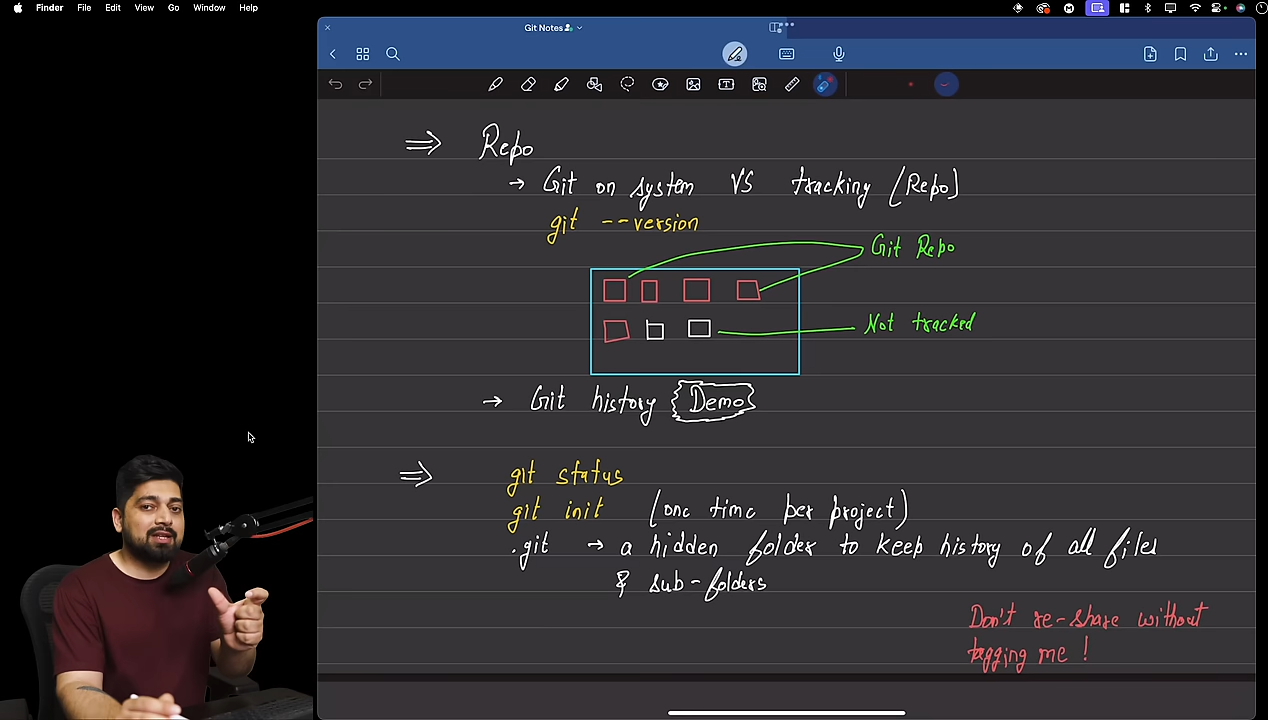 Finder File Edit View Go Window Help
Git Notes
⇒ Repo
→ Git on system VS tracking (Repo)
git --version
Git Repo
Not tracked
→ Git history {Demo}
⇒ git status
git init (one time per project)
.git → a hidden folder to keep history of all files
& sub-folders
Don't re-share without
tagging me !